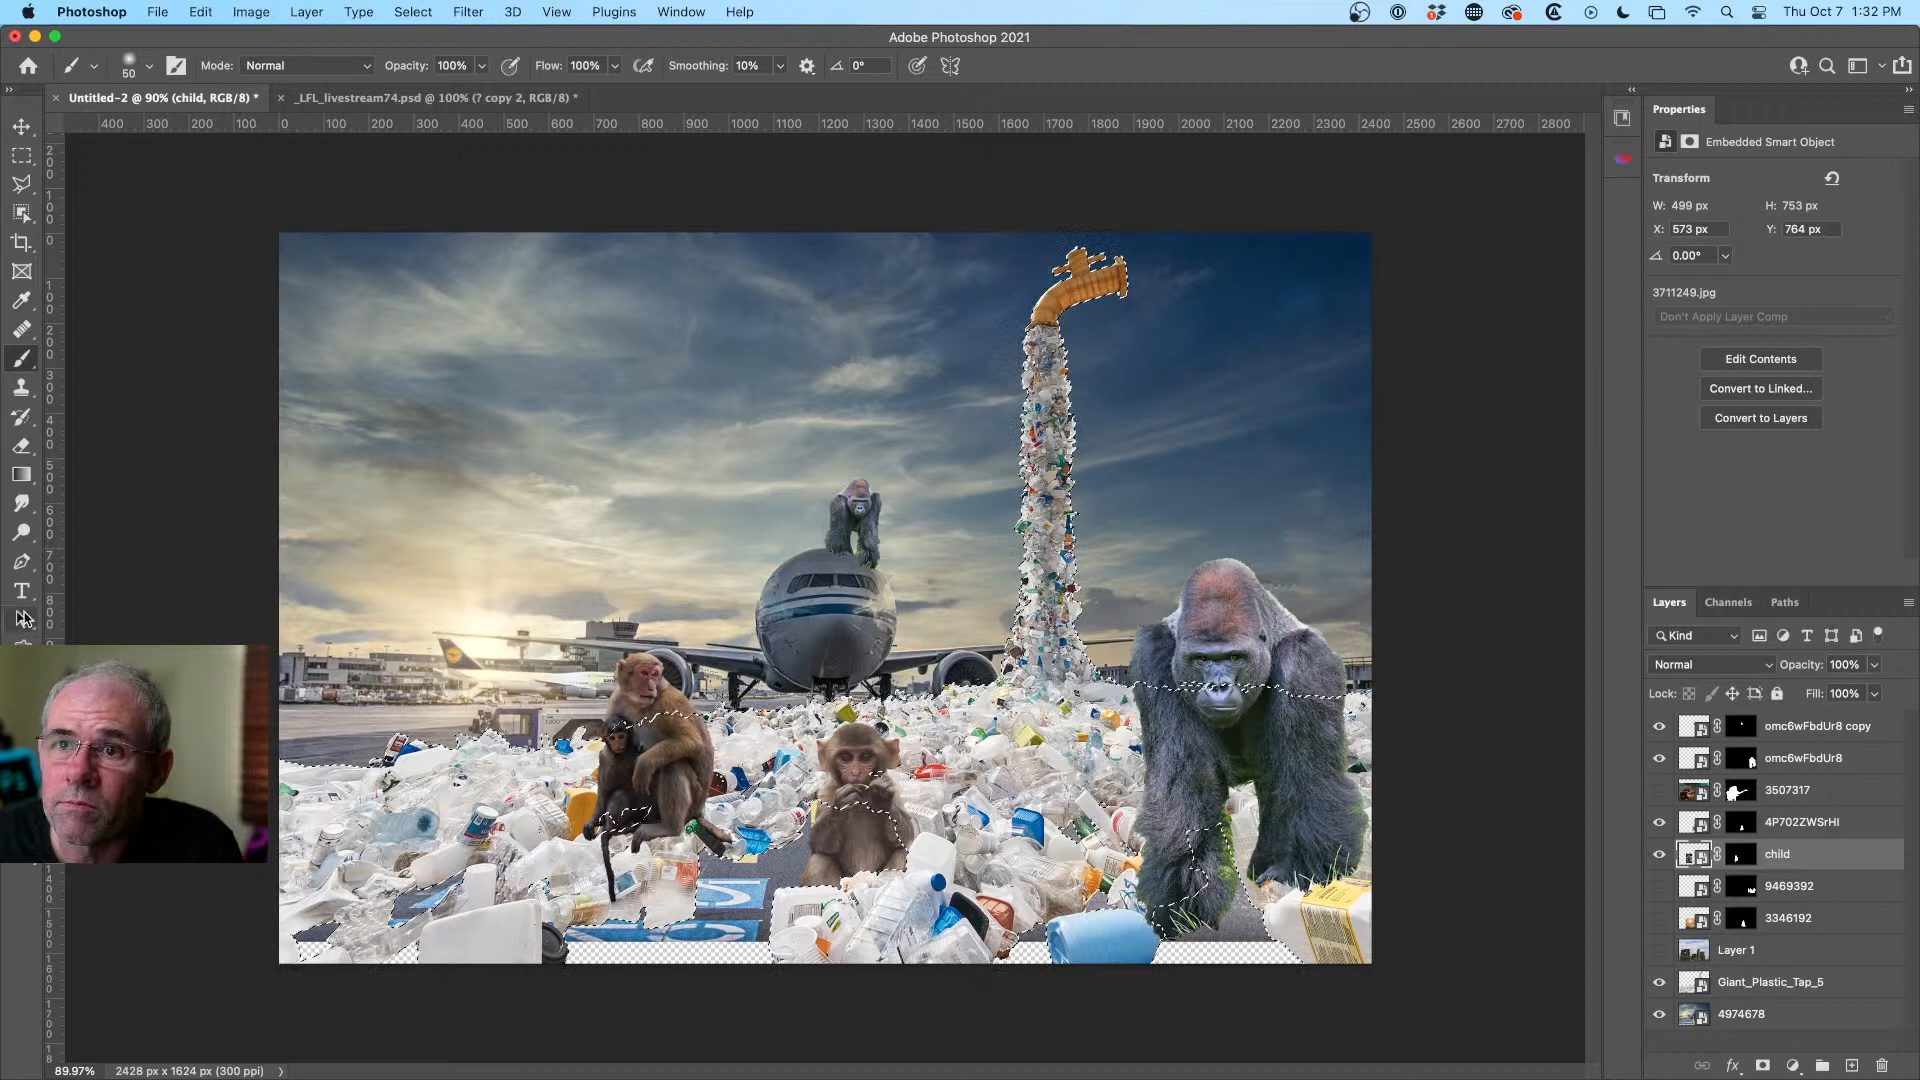 Photoshop File Edit Image Layer Type Select Filter 3D View Plugins Window Help Thu Oct 7 1:32 PM
Adobe Photoshop 2021
50 Mode: Normal Opacity: 100% Flow: 100% Smoothing: 10% 0°
Untitled-2 @ 90% (child, RGB/8) * _LFL_livestream74.psd @ 100% (? copy 2, RGB/8) *
400 300 200 100 0 100 200 300 400 500 600 700 800 900 1000 1100 1200 1300 1400 1500 1600 1700 1800 1900 2000 2100 2200 2300 2400 2500 2600 2700 2800
Properties
Embedded Smart Object
Transform
W: 499 px H: 753 px
X: 573 px Y: 764 px
0.00°
3711249.jpg
Don't Apply Layer Comp
Edit Contents
Convert to Linked...
Convert to Layers
Layers Channels Paths
Kind
Normal Opacity: 100%
Lock: Fill: 100%
omc6wFbdUr8 copy
omc6wFbdUr8
3507317
4P702ZWSrHI
child
9469392
3346192
Layer 1
Giant_Plastic_Tap_5
4974678
89.97% 2428 px x 1624 px (300 ppi)